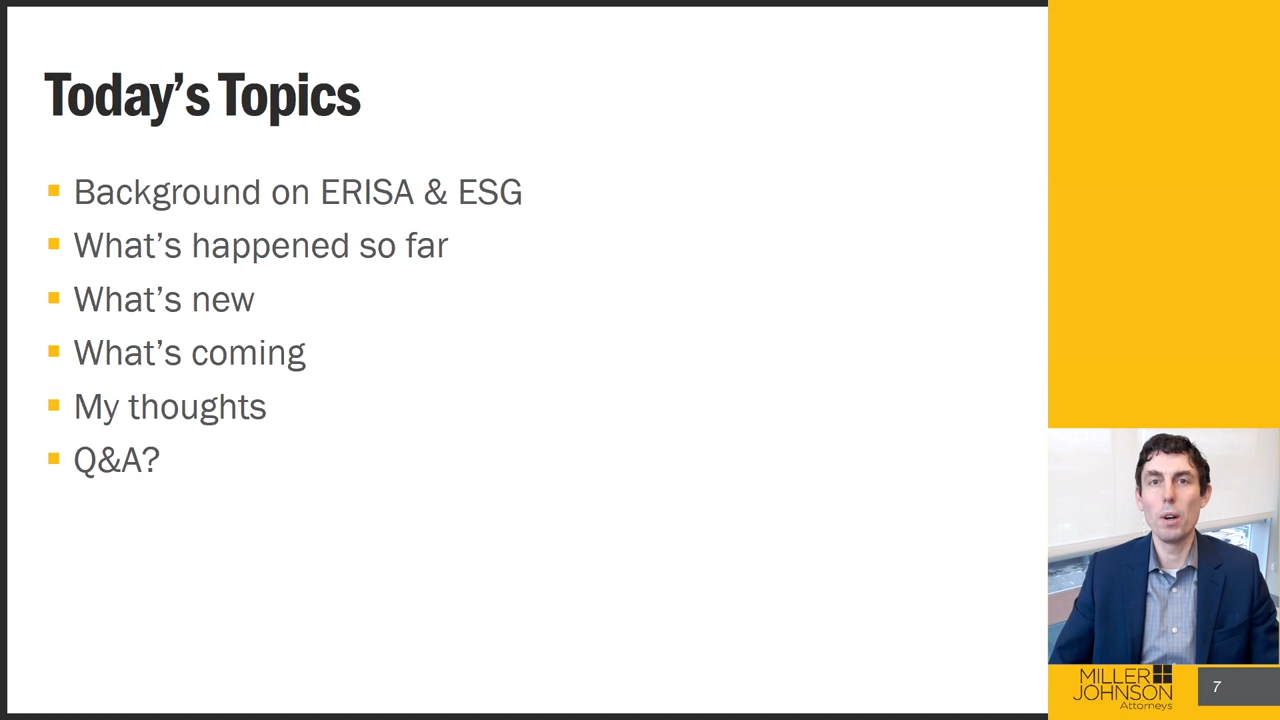 Today’s Topics
Background on ERISA & ESG
What’s happened so far
What’s new
What’s coming
My thoughts
Q&A?
MILLER
JOHNSON
Attorneys
7